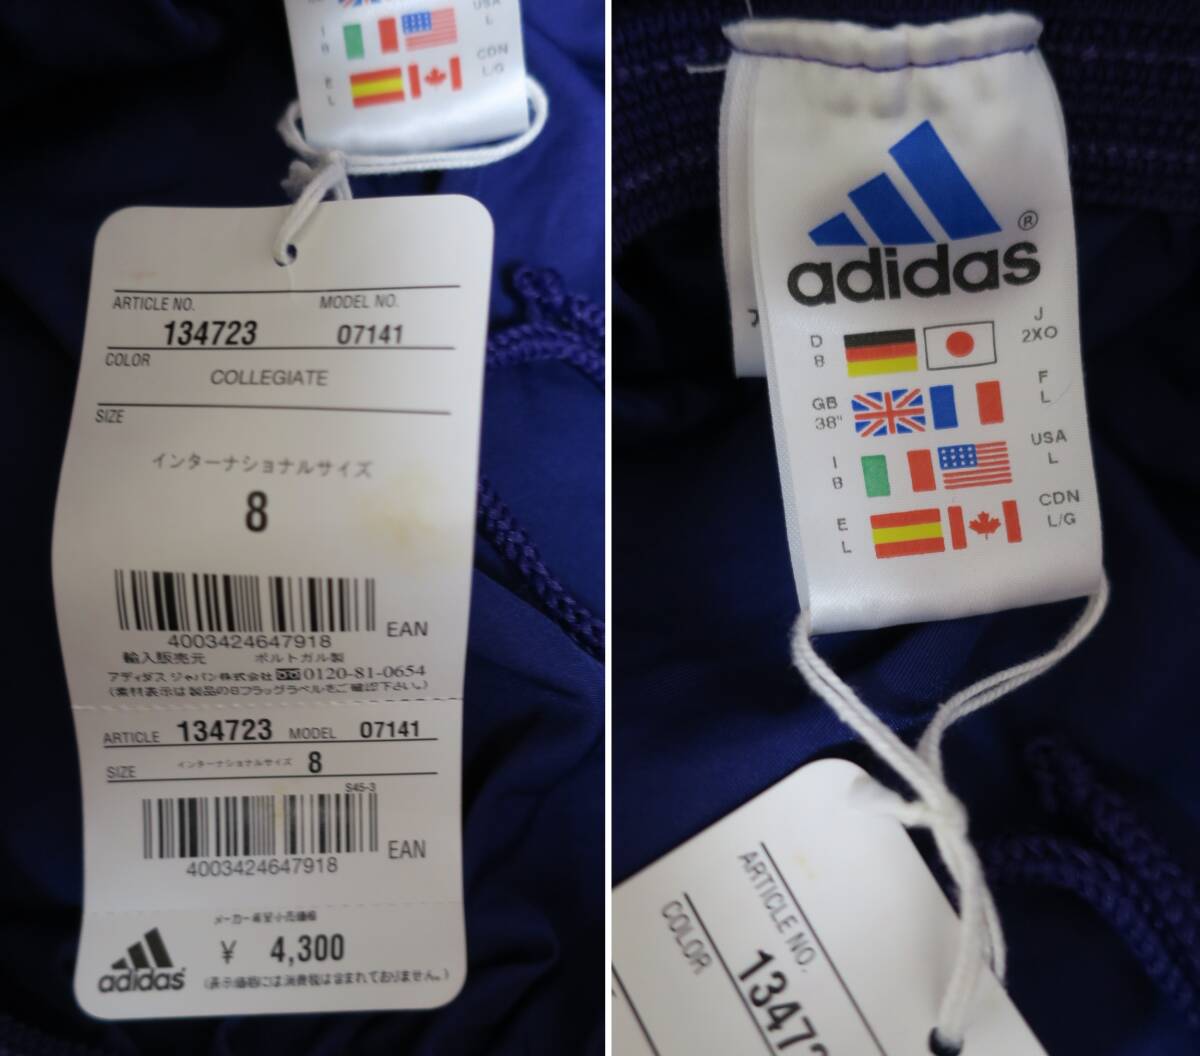 USA
L
I
8
CDN
L/G
E
L
ARTICLE NO. MODEL NO.
134723 07141
COLOR
COLLEGIATE
SIZE
インターナショナルサイズ
8
EAN
4003424647918
輸入販売元 ポルトガル製
アディダス ジャパン株式会社 0120-81-0654
(素材表示は製品の8フラッグラベルをご確認下さい。)
ARTICLE 134723 MODEL 07141
SIZE インターナショナルサイズ 8
S45-3
EAN
4003424647918
メーカー希望小売価格
¥ 4,300
adidas
(表示価格には消費税は含まれておりません。)
adidas®
D
8
J
2XO
GB
38"
F
L
I
8
USA
L
E
L
CDN
L/G
ARTICLE NO.
13472
COLOR